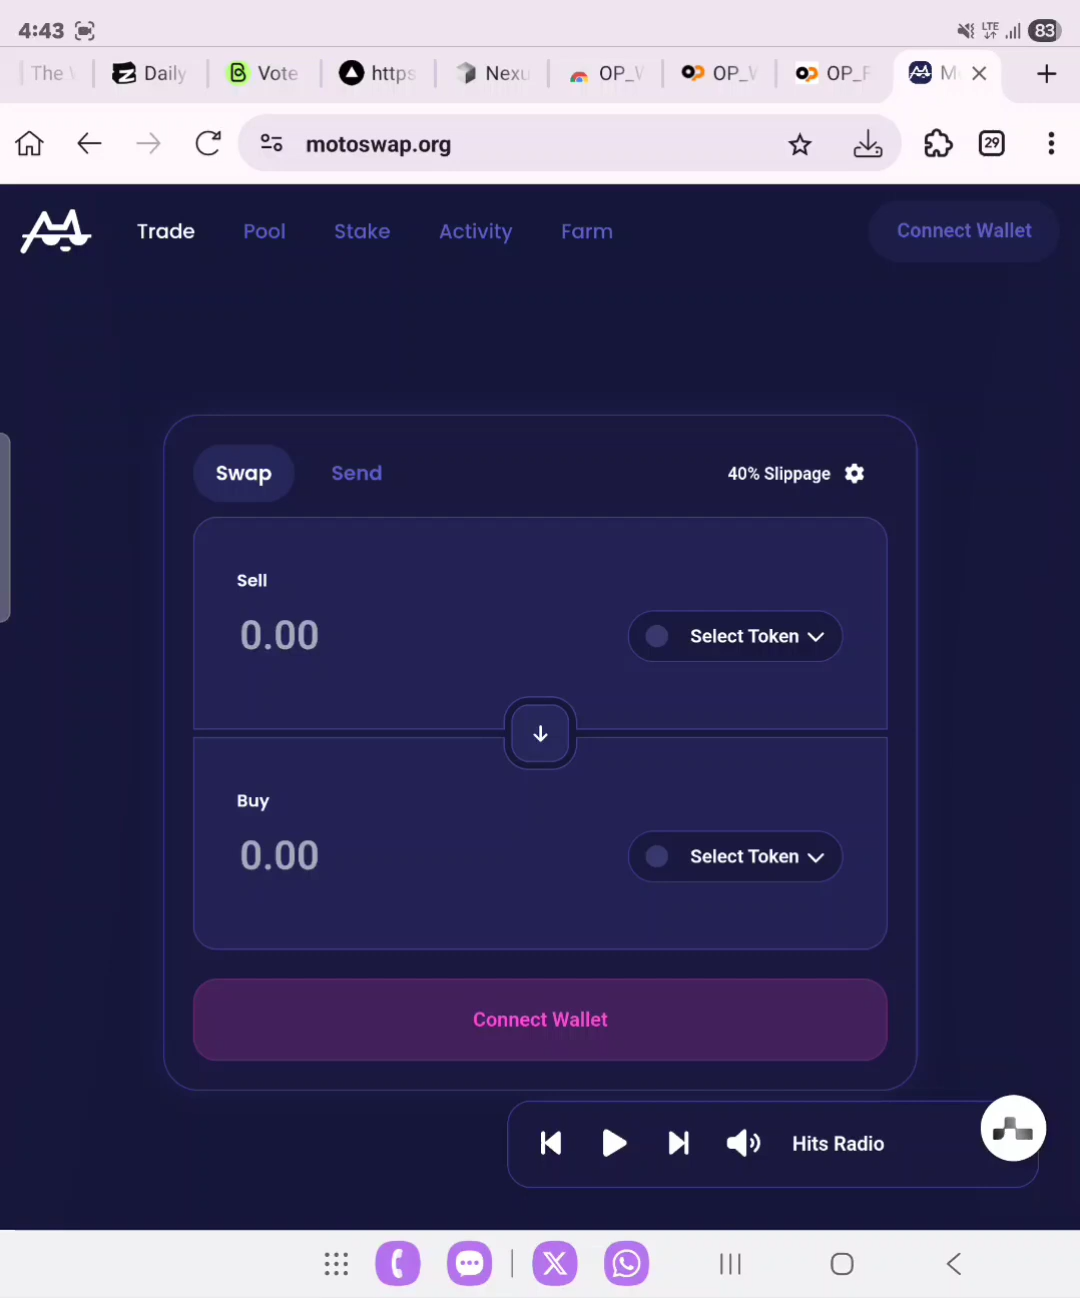 4:43
LTE
83
The
Daily
Vote
https
Nexu
OP_
OP_
OP_
M
motoswap.org
29
Trade
Pool
Stake
Activity
Farm
Connect Wallet
Swap
Send
40% Slippage
Sell
0.00
Select Token
Buy
0.00
Select Token
Connect Wallet
Hits Radio